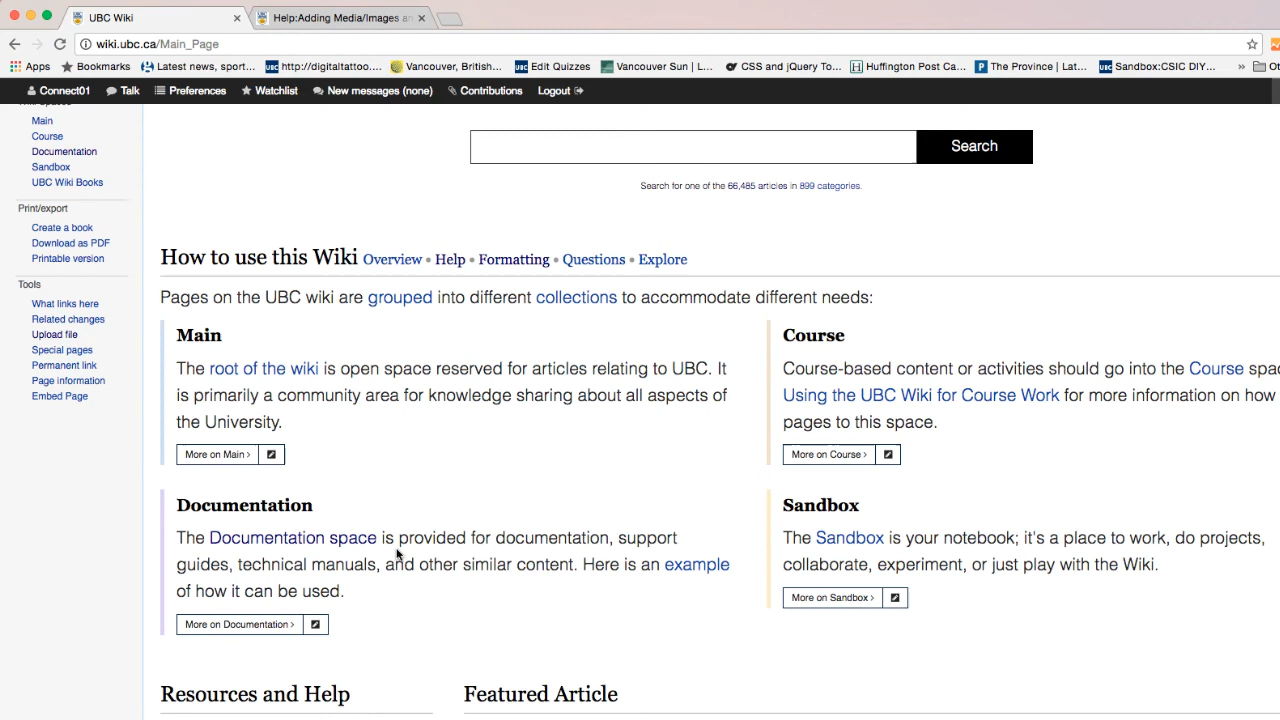 UBC Wiki
Help:Adding Media/Images an
wiki.ubc.ca/Main_Page
Apps
Bookmarks
Latest news, sport...
http://digitaltattoo....
Vancouver, British...
Edit Quizzes
Vancouver Sun | L...
CSS and jQuery To...
Huffington Post Ca...
The Province | Lat...
Sandbox:CSIC DIY...
»
Connect01
Talk
Preferences
Watchlist
New messages (none)
Contributions
Logout
Main
Course
Documentation
Sandbox
UBC Wiki Books
Print/export
Create a book
Download as PDF
Printable version
Tools
What links here
Related changes
Upload file
Special pages
Permanent link
Page information
Embed Page
Search
Search for one of the 66,485 articles in 899 categories.
How to use this Wiki Overview • Help • Formatting • Questions • Explore
Pages on the UBC wiki are grouped into different collections to accommodate different needs:
Main
The root of the wiki is open space reserved for articles relating to UBC. It
is primarily a community area for knowledge sharing about all aspects of
the University.
More on Main ›
Course
Course-based content or activities should go into the Course spac
Using the UBC Wiki for Course Work for more information on how
pages to this space.
More on Course ›
Documentation
The Documentation space is provided for documentation, support
guides, technical manuals, and other similar content. Here is an example
of how it can be used.
More on Documentation ›
Sandbox
The Sandbox is your notebook; it's a place to work, do projects,
collaborate, experiment, or just play with the Wiki.
More on Sandbox ›
Resources and Help
Featured Article